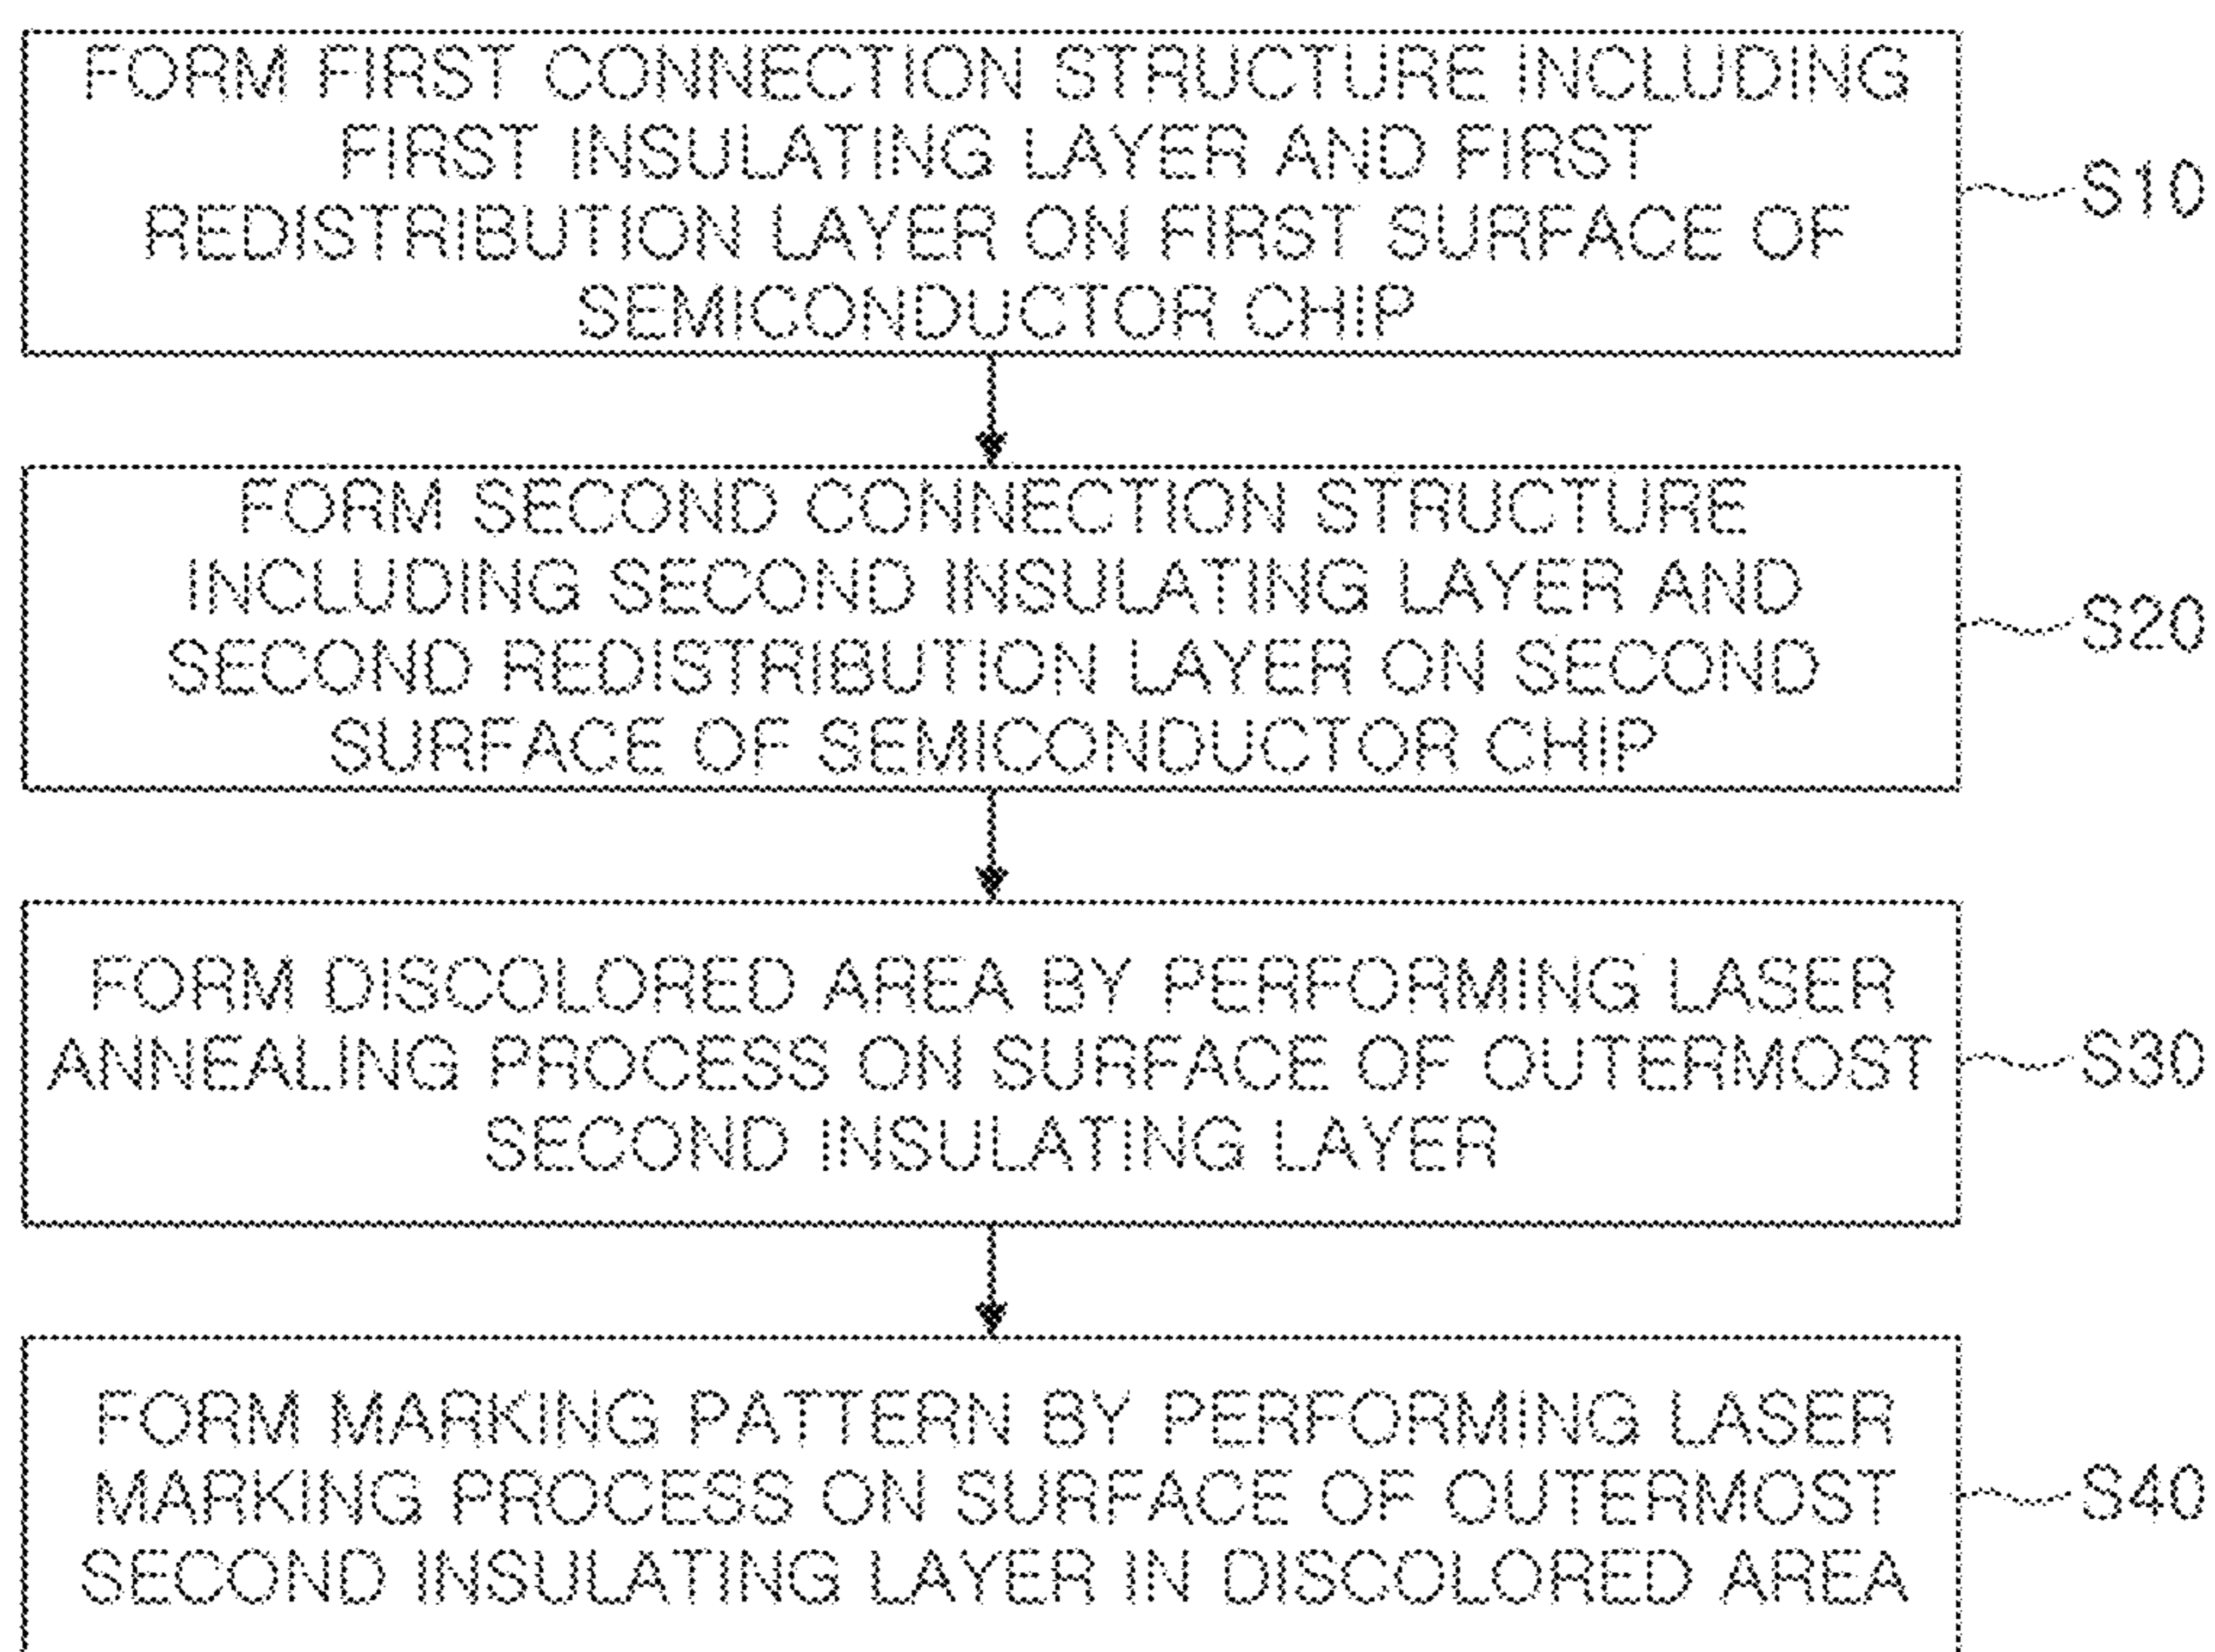 FORM FIRST CONNECTION STRUCTURE INCLUDING
FIRST INSULATING LAYER AND FIRST
REDISTRIBUTION LAYER ON FIRST SURFACE OF
SEMICONDUCTOR CHIP
S10
FORM SECOND CONNECTION STRUCTURE
INCLUDING SECOND INSULATING LAYER AND
SECOND REDISTRIBUTION LAYER ON SECOND
SURFACE OF SEMICONDUCTOR CHIP
S20
FORM DISCOLORED AREA BY PERFORMING LASER
ANNEALING PROCESS ON SURFACE OF OUTERMOST
SECOND INSULATING LAYER
S30
FORM MARKING PATTERN BY PERFORMING LASER
MARKING PROCESS ON SURFACE OF OUTERMOST
SECOND INSULATING LAYER IN DISCOLORED AREA
S40